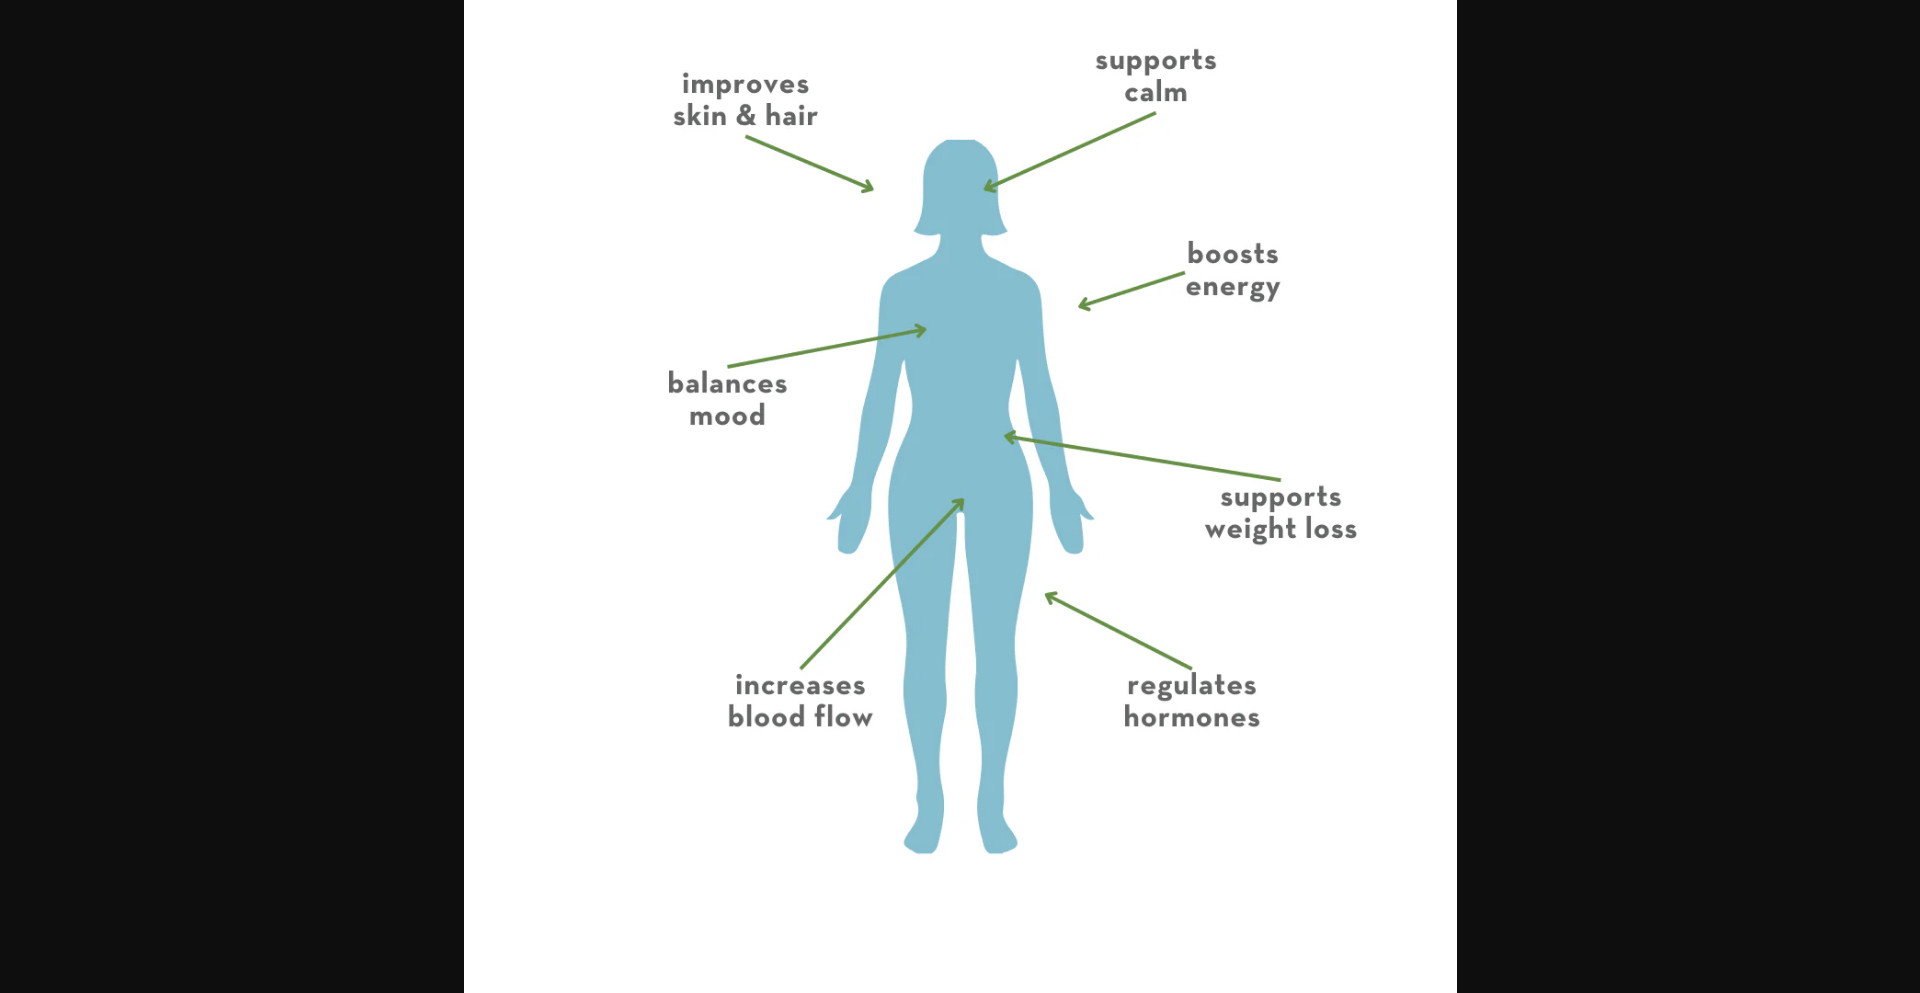 improves
skin & hair
supports
calm
boosts
energy
balances
mood
supports
weight loss
increases
blood flow
regulates
hormones